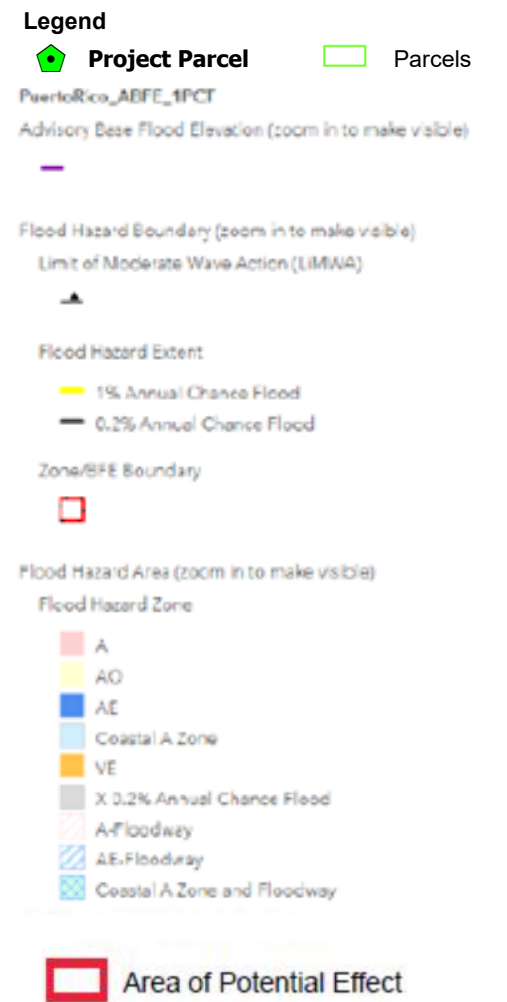 Legend
Project Parcel Parcels
PuertoRico_ABFE_1PCT
Advisory Base Flood Elevation (zoom in to make visible)
Flood Hazard Boundary (zoom in to make visible)
Limit of Moderate Wave Action (LiMWA)
Flood Hazard Extent
1% Annual Chance Flood
0.2% Annual Chance Flood
Zone/BFE Boundary
Flood Hazard Area (zoom in to make visible)
Flood Hazard Zone
A
AO
AE
Coastal A Zone
VE
X 0.2% Annual Chance Flood
A-Floodway
AE-Floodway
Coastal A Zone and Floodway
Area of Potential Effect